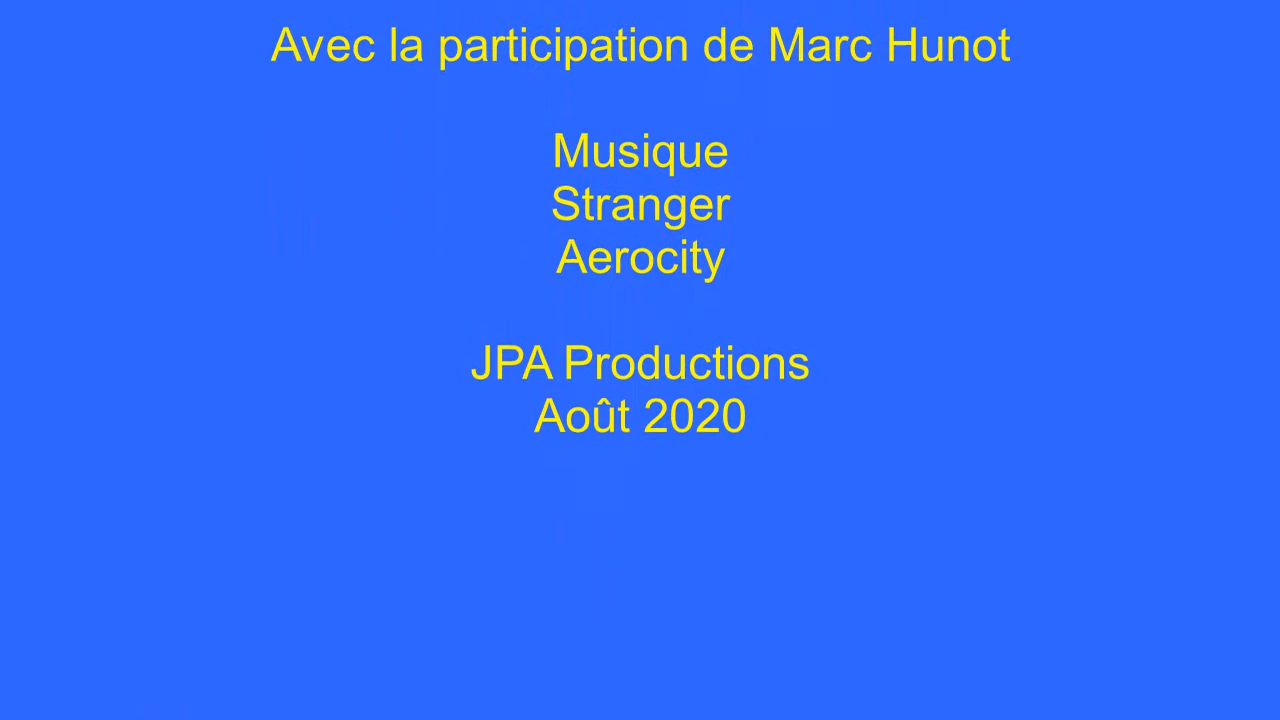 Avec la participation de Marc Hunot
Musique
Stranger
Aerocity
JPA Productions
Août 2020